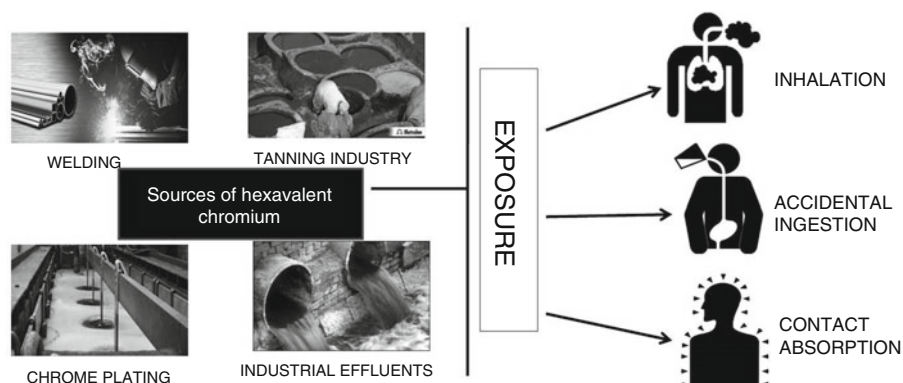 WELDING
TANNING INDUSTRY
Sources of hexavalent
chromium
CHROME PLATING
INDUSTRIAL EFFLUENTS
EXPOSURE
INHALATION
ACCIDENTAL
INGESTION
CONTACT
ABSORPTION